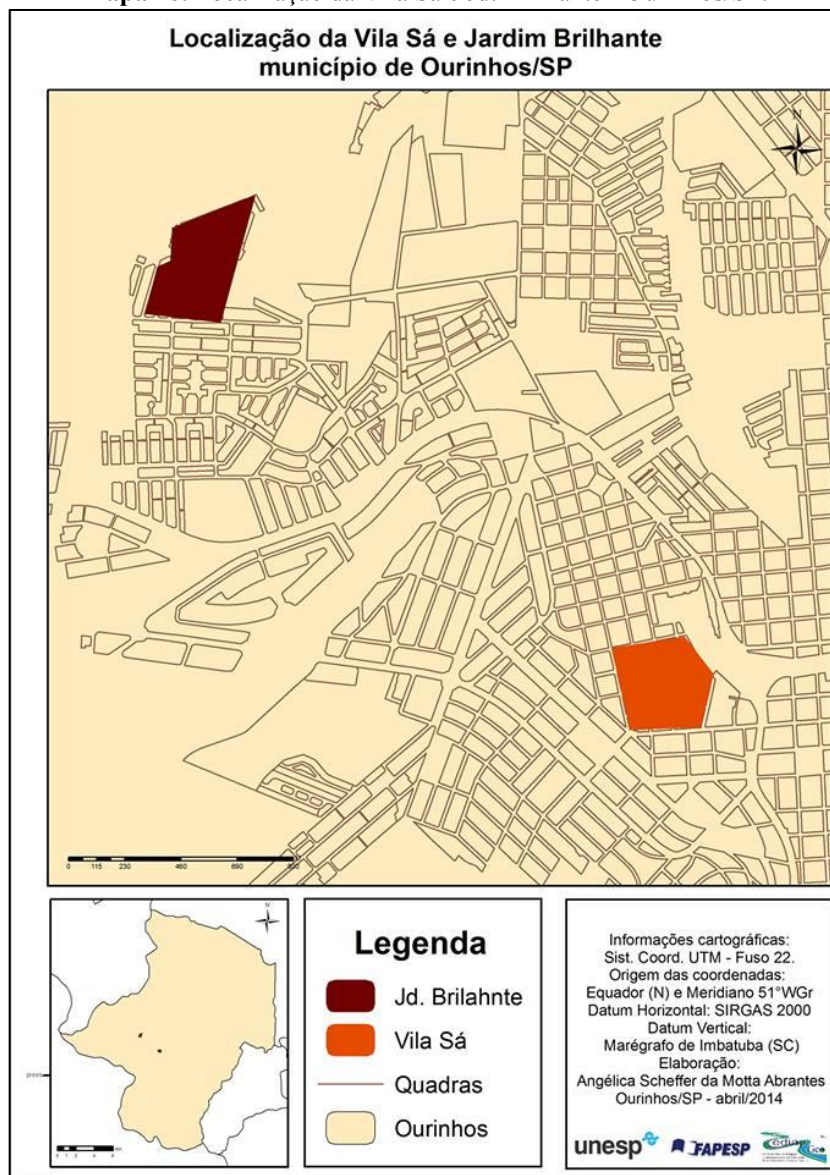 Localização da Vila Sá e Jardim Brilhante
município de Ourinhos/SP
N
0 115 230 460 690
N
Legenda
Jd. Brilahnte
Vila Sá
Quadras
Ourinhos
Informações cartográficas:
Sist. Coord. UTM - Fuso 22.
Origem das coordenadas:
Equador (N) e Meridiano 51°WGr
Datum Horizontal: SIRGAS 2000
Datum Vertical:
Marégrafo de Imbatuba (SC)
Elaboração:
Angélica Scheffer da Motta Abrantes
Ourinhos/SP - abril/2014
unesp FAPESP